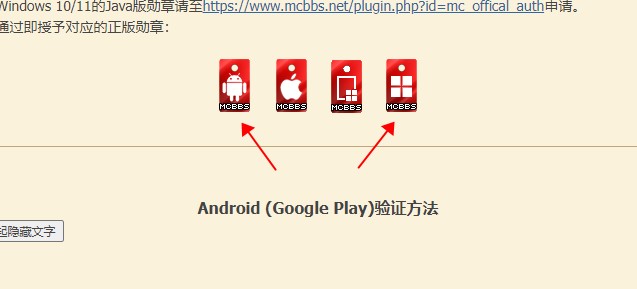 Windows 10/11的Java版勋章请至https://www.mcbbs.net/plugin.php?id=mc_offical_auth申请。
通过即授予对应的正版勋章：
MCBBS MCBBS MCBBS MCBBS
Android (Google Play)验证方法
起隐藏文字